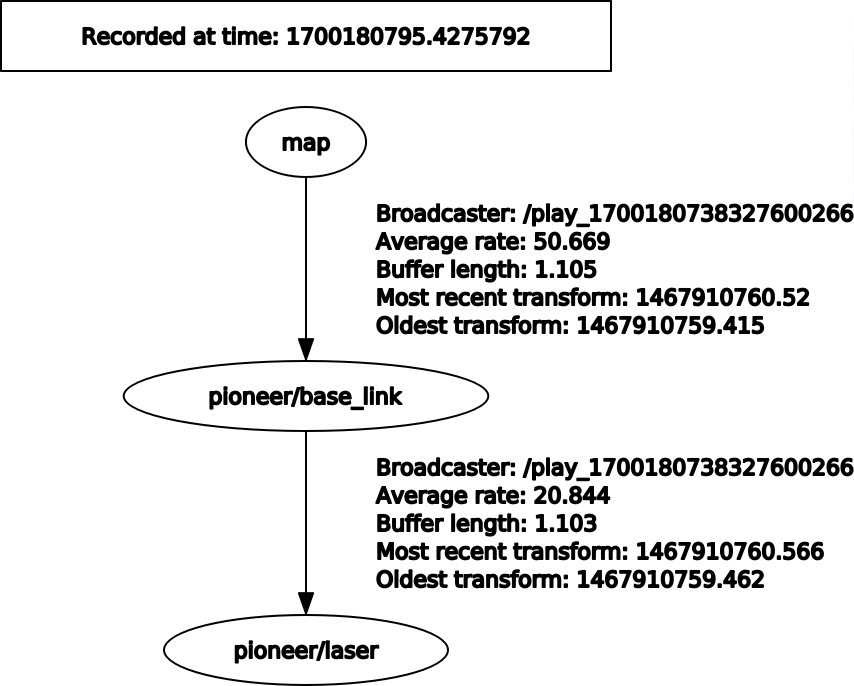 Recorded at time: 1700180795.4275792
map
Broadcaster: /play_1700180738327600266
Average rate: 50.669
Buffer length: 1.105
Most recent transform: 1467910760.52
Oldest transform: 1467910759.415
pioneer/base_link
Broadcaster: /play_1700180738327600266
Average rate: 20.844
Buffer length: 1.103
Most recent transform: 1467910760.566
Oldest transform: 1467910759.462
pioneer/laser